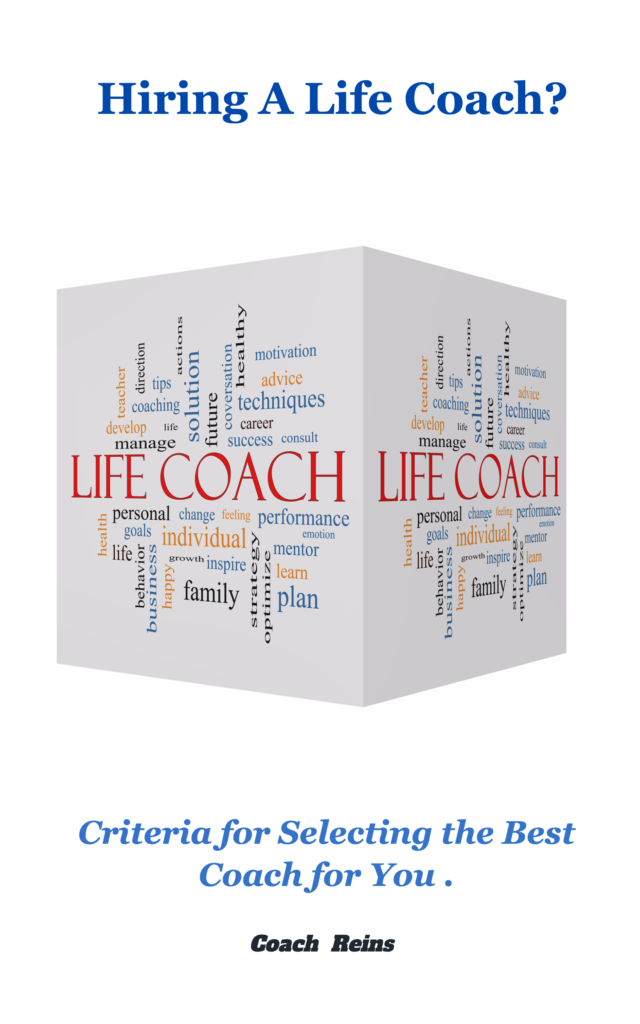 Hiring A Life Coach?
teacher
direction
actions
tips
coaching
solution
future
coversation
healthy
motivation
advice
techniques
develop
life
career
manage
success
consult
LIFE COACH
health
personal
change
feeling
performance
goals
individual
emotion
life
behavior
business
happy
growth
inspire
strategy
optimize
mentor
learn
family
plan
teacher
direction
actions
tips
coaching
solution
future
coversation
healthy
motivation
advice
techniques
develop
life
career
manage
success
consult
LIFE COACH
health
personal
change
feeling
performance
goals
individual
emotion
life
behavior
business
happy
growth
inspire
strategy
optimize
mentor
learn
family
plan
Criteria for Selecting the Best
Coach for You .
Coach Reins